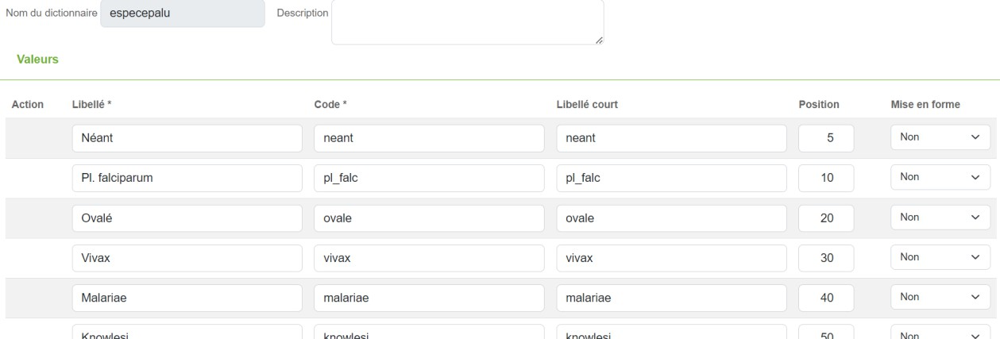 Nom du dictionnaire especepalu Description
Valeurs
Action Libellé * Code * Libellé court Position Mise en forme
Néant neant neant 5 Non
Pl. falciparum pl_falc pl_falc 10 Non
Ovalé ovale ovale 20 Non
Vivax vivax vivax 30 Non
Malariae malariae malariae 40 Non
Knowlesi knowlesi knowlesi 50 Non